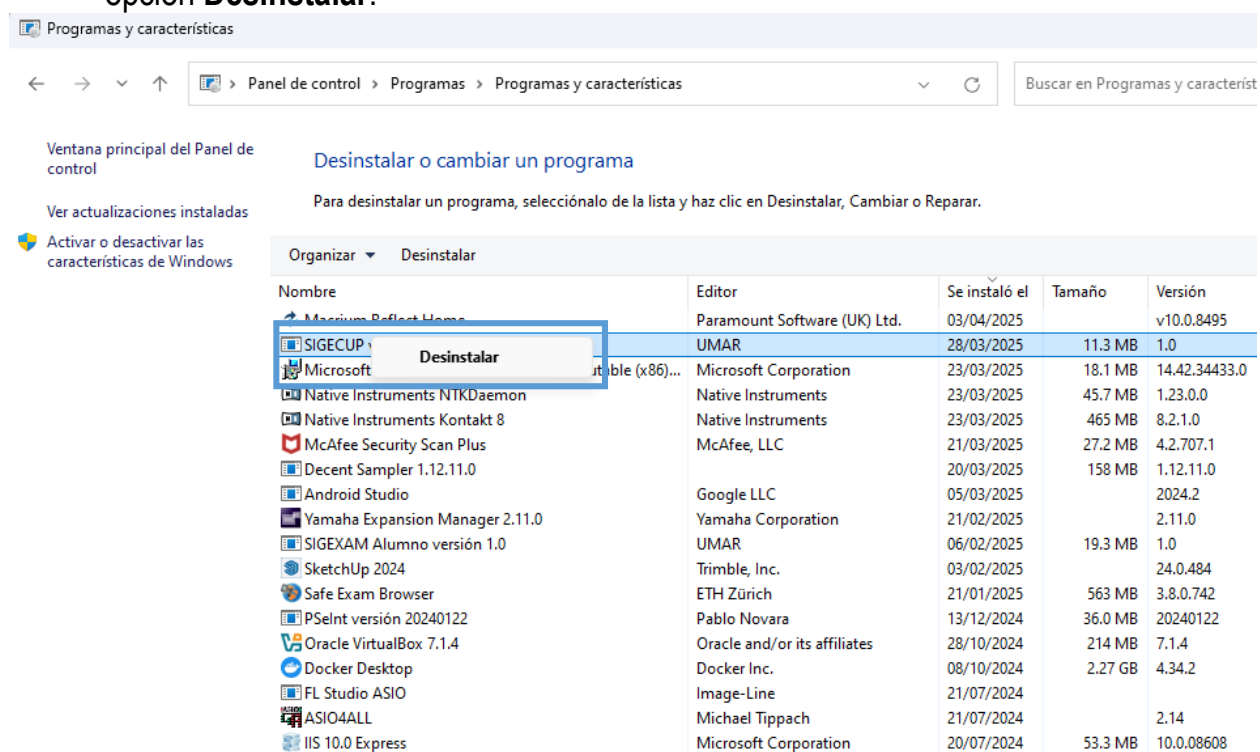 opción Desinstalar.
Programas y características
Panel de control > Programas > Programas y características
Buscar en Programas y característ
Ventana principal del Panel de
control
Ver actualizaciones instaladas
Activar o desactivar las
características de Windows
Desinstalar o cambiar un programa
Para desinstalar un programa, selecciónalo de la lista y haz clic en Desinstalar, Cambiar o Reparar.
Organizar Desinstalar
Nombre Editor Se instaló el Tamaño Versión
Macrium Reflect Home Paramount Software (UK) Ltd. 03/04/2025 v10.0.8495
SIGECUP UMAR 28/03/2025 11.3 MB 1.0
Desinstalar
Microsoft (x86)... Microsoft Corporation 23/03/2025 18.1 MB 14.42.34433.0
Native Instruments NTKDaemon Native Instruments 23/03/2025 45.7 MB 1.23.0.0
Native Instruments Kontakt 8 Native Instruments 23/03/2025 465 MB 8.2.1.0
McAfee Security Scan Plus McAfee, LLC 21/03/2025 27.2 MB 4.2.707.1
Decent Sampler 1.12.11.0 20/03/2025 158 MB 1.12.11.0
Android Studio Google LLC 05/03/2025 2024.2
Yamaha Expansion Manager 2.11.0 Yamaha Corporation 21/02/2025 2.11.0
SIGEXAM Alumno versión 1.0 UMAR 06/02/2025 19.3 MB 1.0
SketchUp 2024 Trimble, Inc. 03/02/2025 24.0.484
Safe Exam Browser ETH Zürich 21/01/2025 563 MB 3.8.0.742
PSeInt versión 20240122 Pablo Novara 13/12/2024 36.0 MB 20240122
Oracle VirtualBox 7.1.4 Oracle and/or its affiliates 28/10/2024 214 MB 7.1.4
Docker Desktop Docker Inc. 08/10/2024 2.27 GB 4.34.2
FL Studio ASIO Image-Line 21/07/2024
ASIO4ALL Michael Tippach 21/07/2024 2.14
IIS 10.0 Express Microsoft Corporation 20/07/2024 53.3 MB 10.0.08608